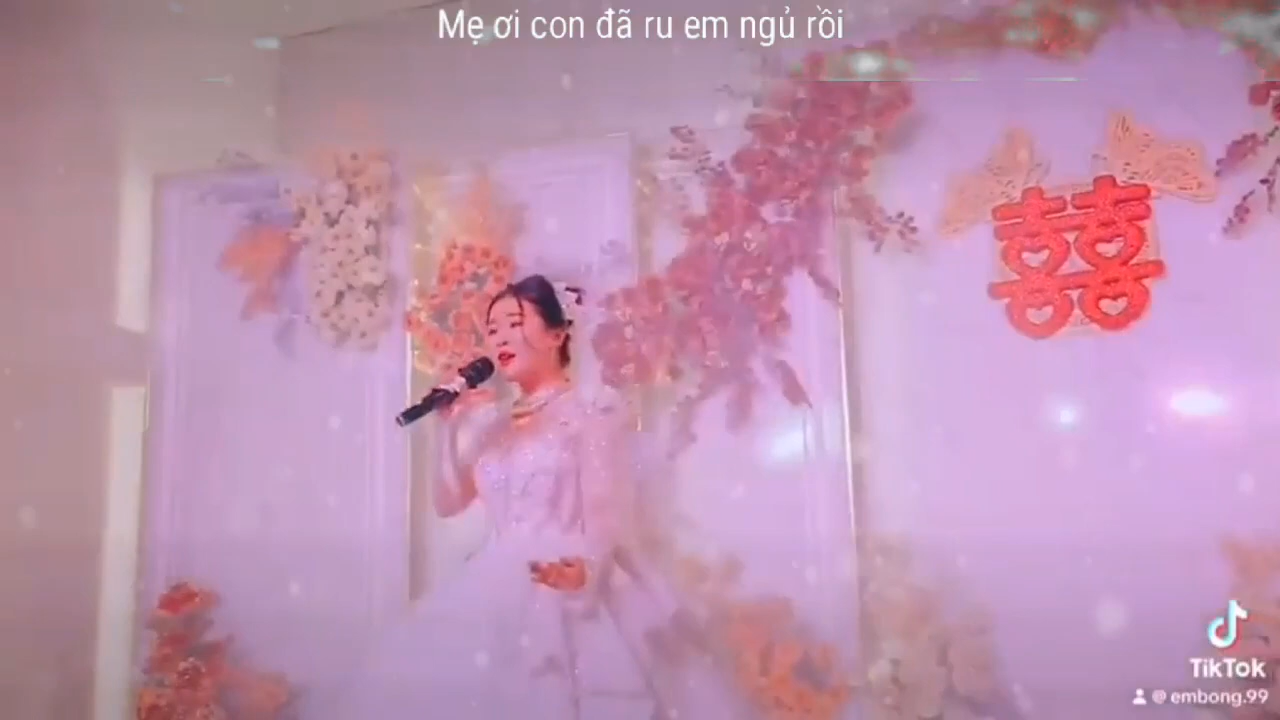 Mẹ ơi con đã ru em ngủ rồi
囍
TikTok
@embong.99